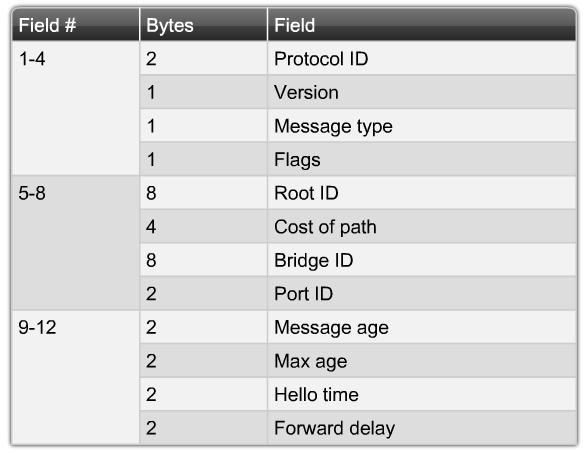 Field # Bytes Field
1-4 2 Protocol ID
1 Version
1 Message type
1 Flags
5-8 8 Root ID
4 Cost of path
8 Bridge ID
2 Port ID
9-12 2 Message age
2 Max age
2 Hello time
2 Forward delay